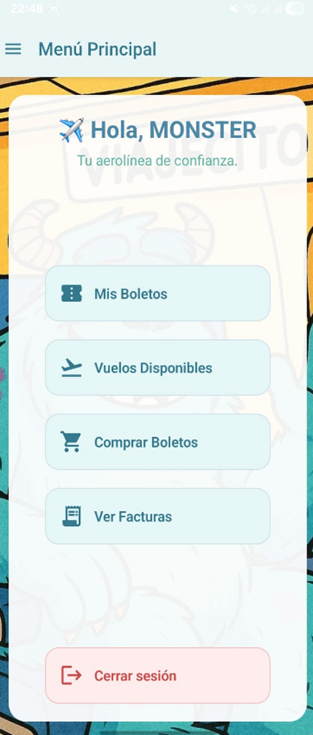 22:48
Menú Principal
VIAJECITO
Hola, MONSTER
Tu aerolínea de confianza.
Mis Boletos
Vuelos Disponibles
Comprar Boletos
Ver Facturas
Cerrar sesión